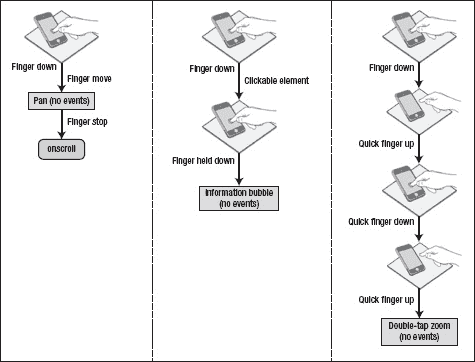 Finger down
Finger move
Pan (no events)
Finger stop
onscroll
Finger down
Clickable element
Finger held down
Information bubble
(no events)
Finger down
Quick finger up
Quick finger down
Quick finger up
Double-tap zoom
(no events)